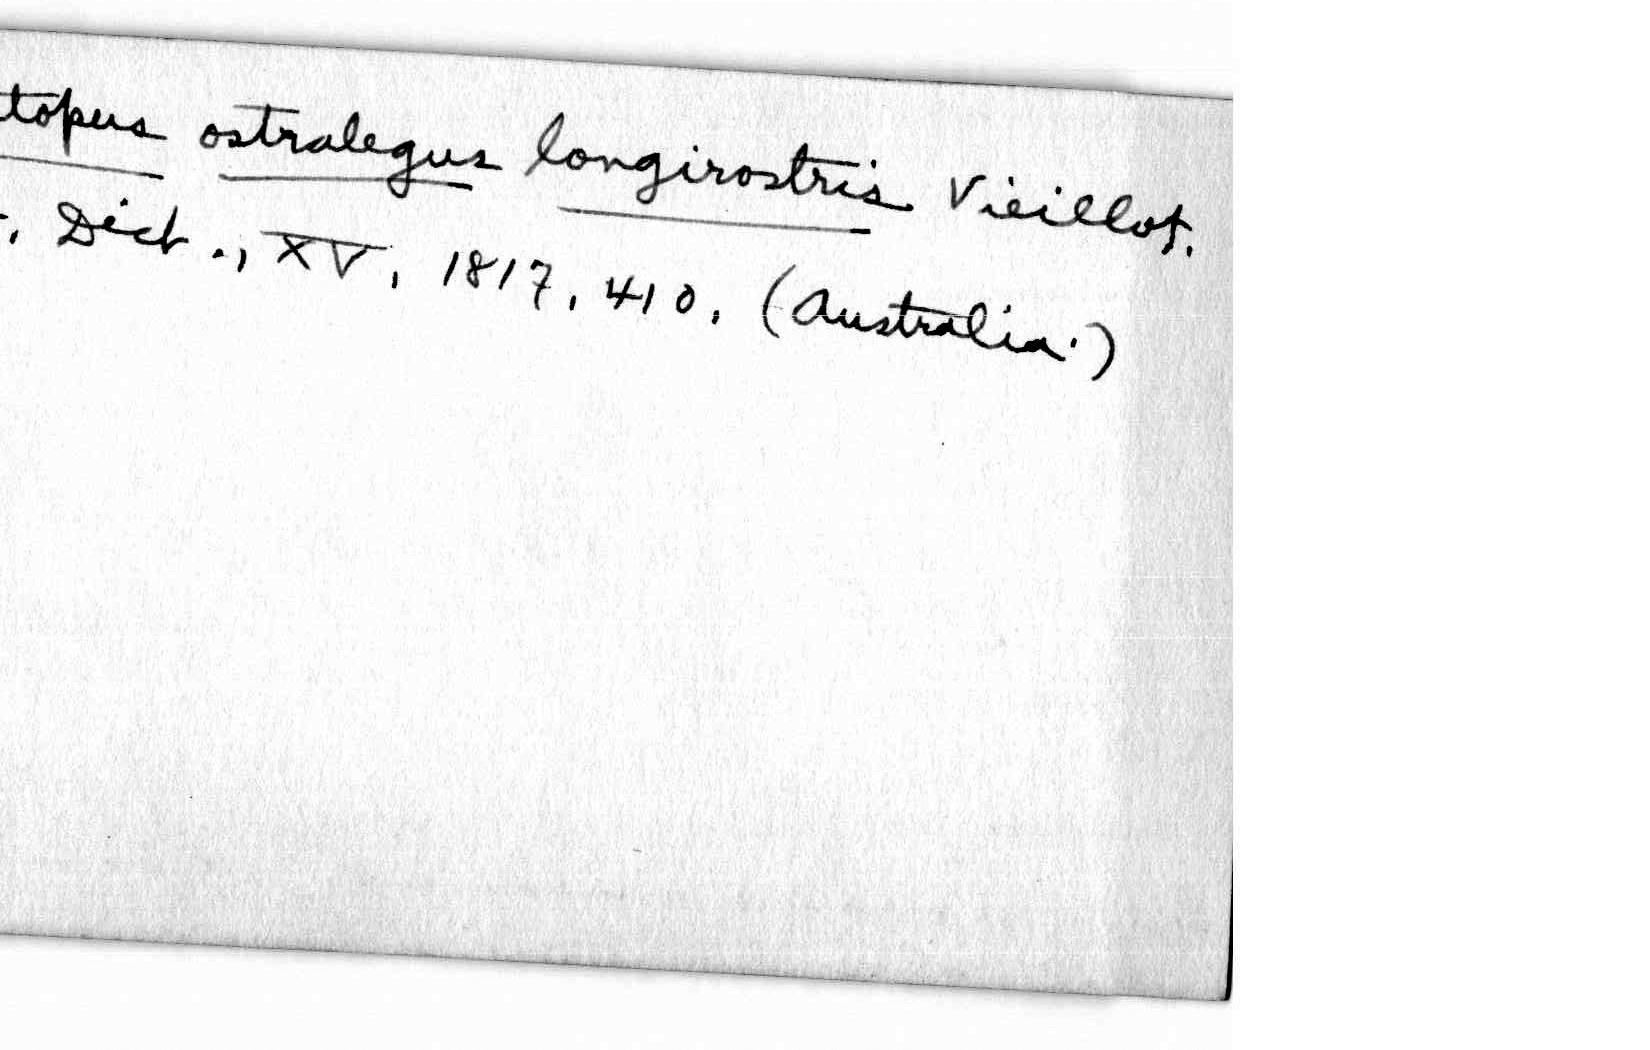 topus ostralegus longirostris Vieillot.
., Dict., XV, 1817, 410. (Australia.)